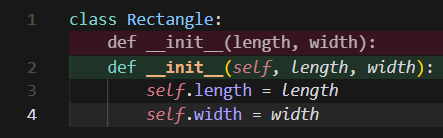 1 class Rectangle:
def __init__(length, width):
2 def __init__(self, length, width):
3 self.length = length
4 self.width = width